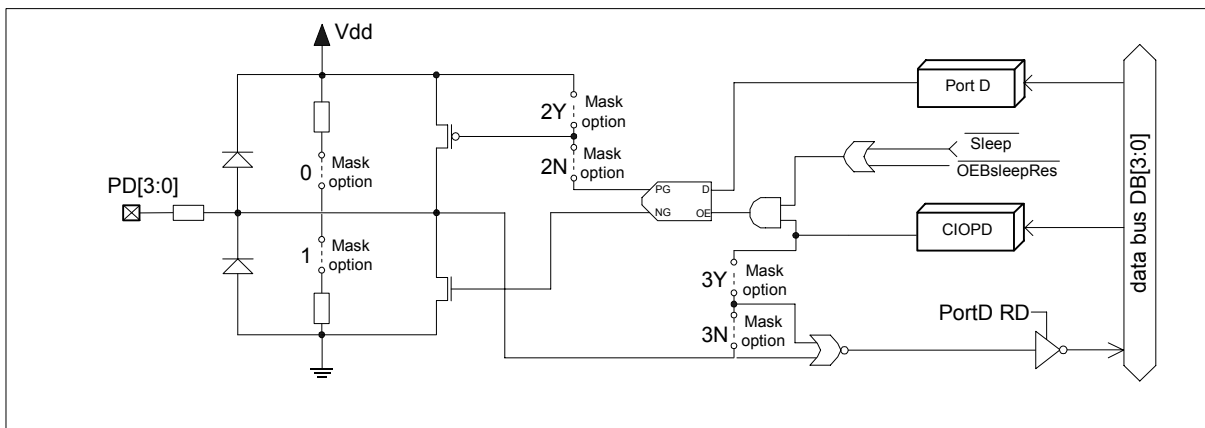 Vdd
Port D
2Y
Mask
option
2N
Mask
option
Sleep
OEBsleepRes
0
Mask
option
PD[3:0]
PG
D
NG
OE
CIOPD
data bus DB[3:0]
1
Mask
option
3Y
Mask
option
3N
Mask
option
PortD RD